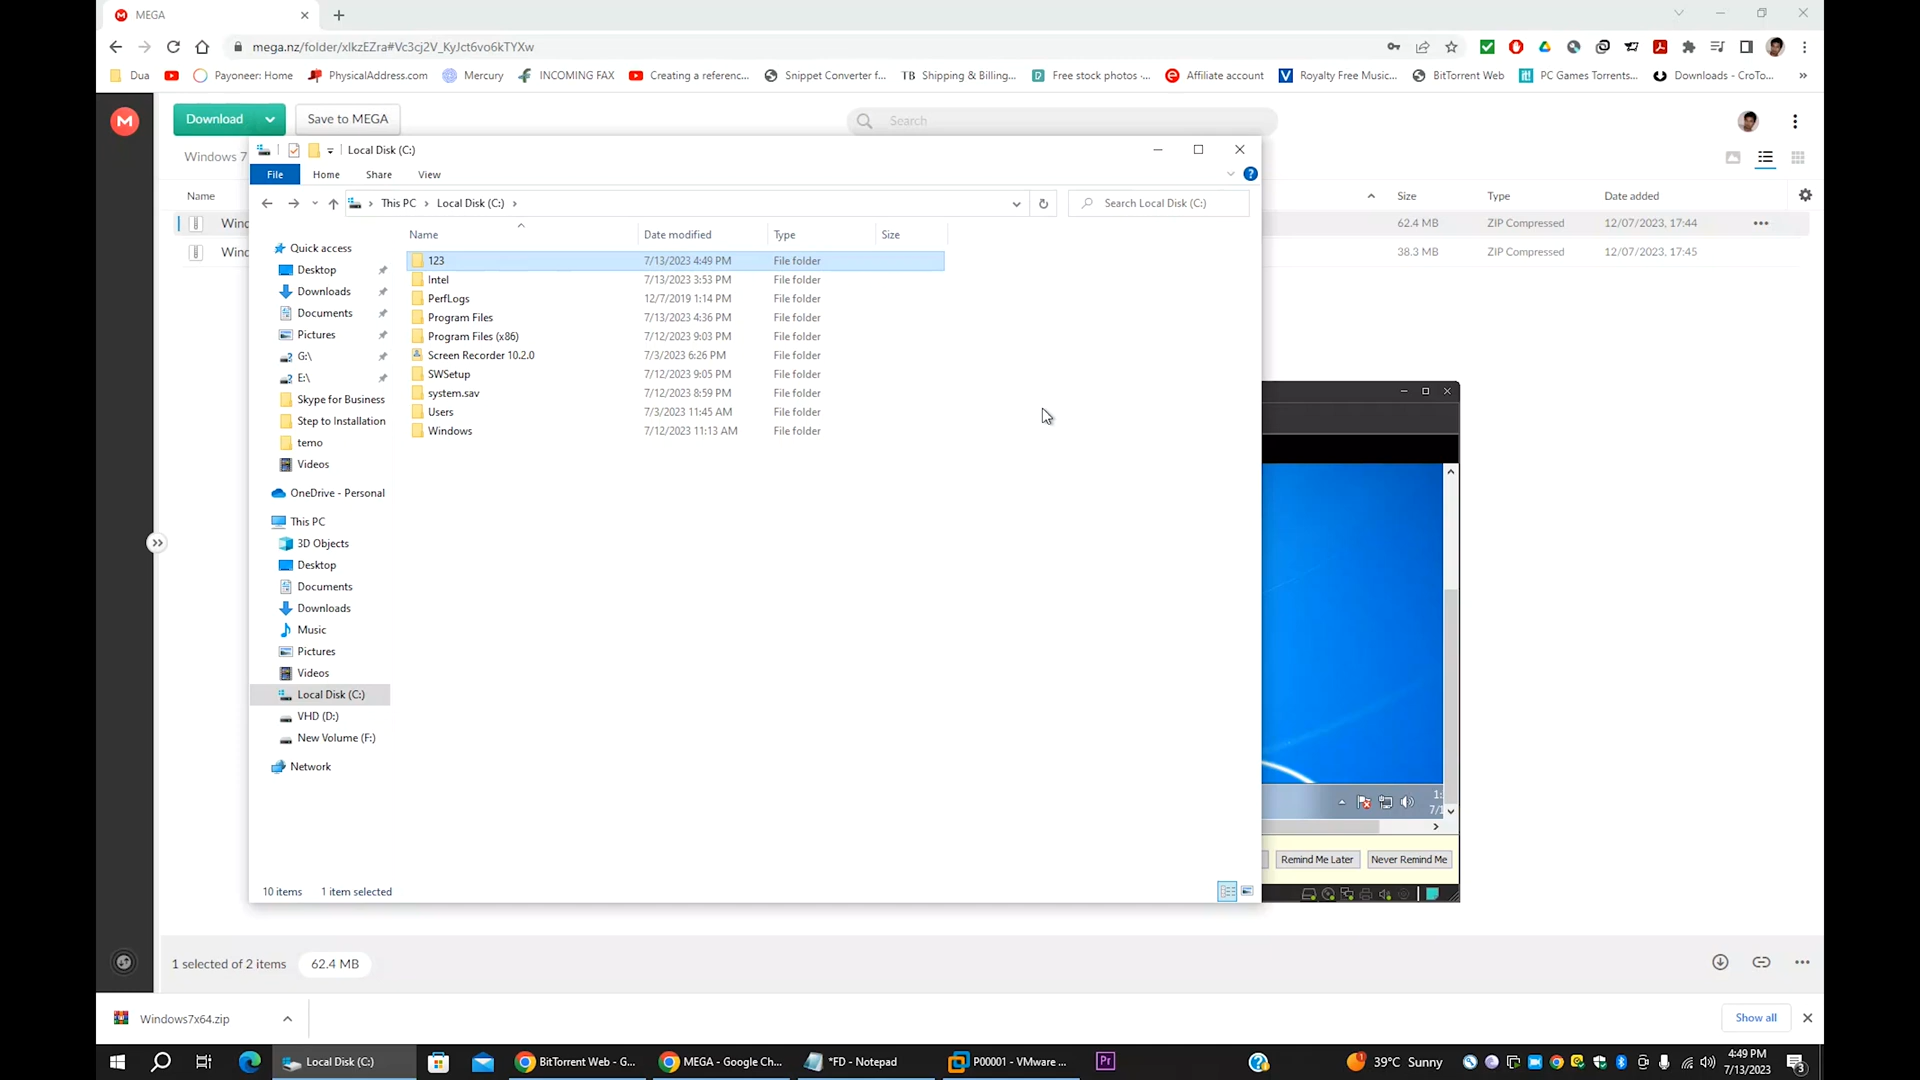 MEGA
mega.nz/folder/xlkzEZra#Vc3cj2V_KyJct6vo6kTYXw
Dua
Payoneer: Home
PhysicalAddress.com
Mercury
INCOMING FAX
Creating a referenc...
Snippet Converter f...
TB Shipping & Billing...
Free stock photos -...
Affiliate account
Royalty Free Music...
BitTorrent Web
PC Games Torrents...
Downloads - CroTo...
»
Download
Save to MEGA
Search
Windows 7
Name
Size
Type
Date added
Wind
62.4 MB
ZIP Compressed
12/07/2023, 17:44
Wind
38.3 MB
ZIP Compressed
12/07/2023, 17:45
Local Disk (C:)
File
Home
Share
View
This PC
Local Disk (C:)
Search Local Disk (C:)
Name
Date modified
Type
Size
123
7/13/2023 4:49 PM
File folder
Intel
7/13/2023 3:53 PM
File folder
PerfLogs
12/7/2019 1:14 PM
File folder
Program Files
7/13/2023 4:36 PM
File folder
Program Files (x86)
7/12/2023 9:03 PM
File folder
Screen Recorder 10.2.0
7/3/2023 6:26 PM
File folder
SWSetup
7/12/2023 9:05 PM
File folder
system.sav
7/12/2023 8:59 PM
File folder
Users
7/3/2023 11:45 AM
File folder
Windows
7/12/2023 11:13 AM
File folder
Quick access
Desktop
Downloads
Documents
Pictures
G:\
E:\
Skype for Business
Step to Installation
temo
Videos
OneDrive - Personal
This PC
3D Objects
Desktop
Documents
Downloads
Music
Pictures
Videos
Local Disk (C:)
VHD (D:)
New Volume (F:)
Network
10 items
1 item selected
Remind Me Later
Never Remind Me
1 selected of 2 items
62.4 MB
Windows7x64.zip
Show all
Local Disk (C:)
BitTorrent Web - G...
MEGA - Google Ch...
*FD - Notepad
P00001 - VMware ...
Pr
39°C Sunny
4:49 PM
7/13/2023
3